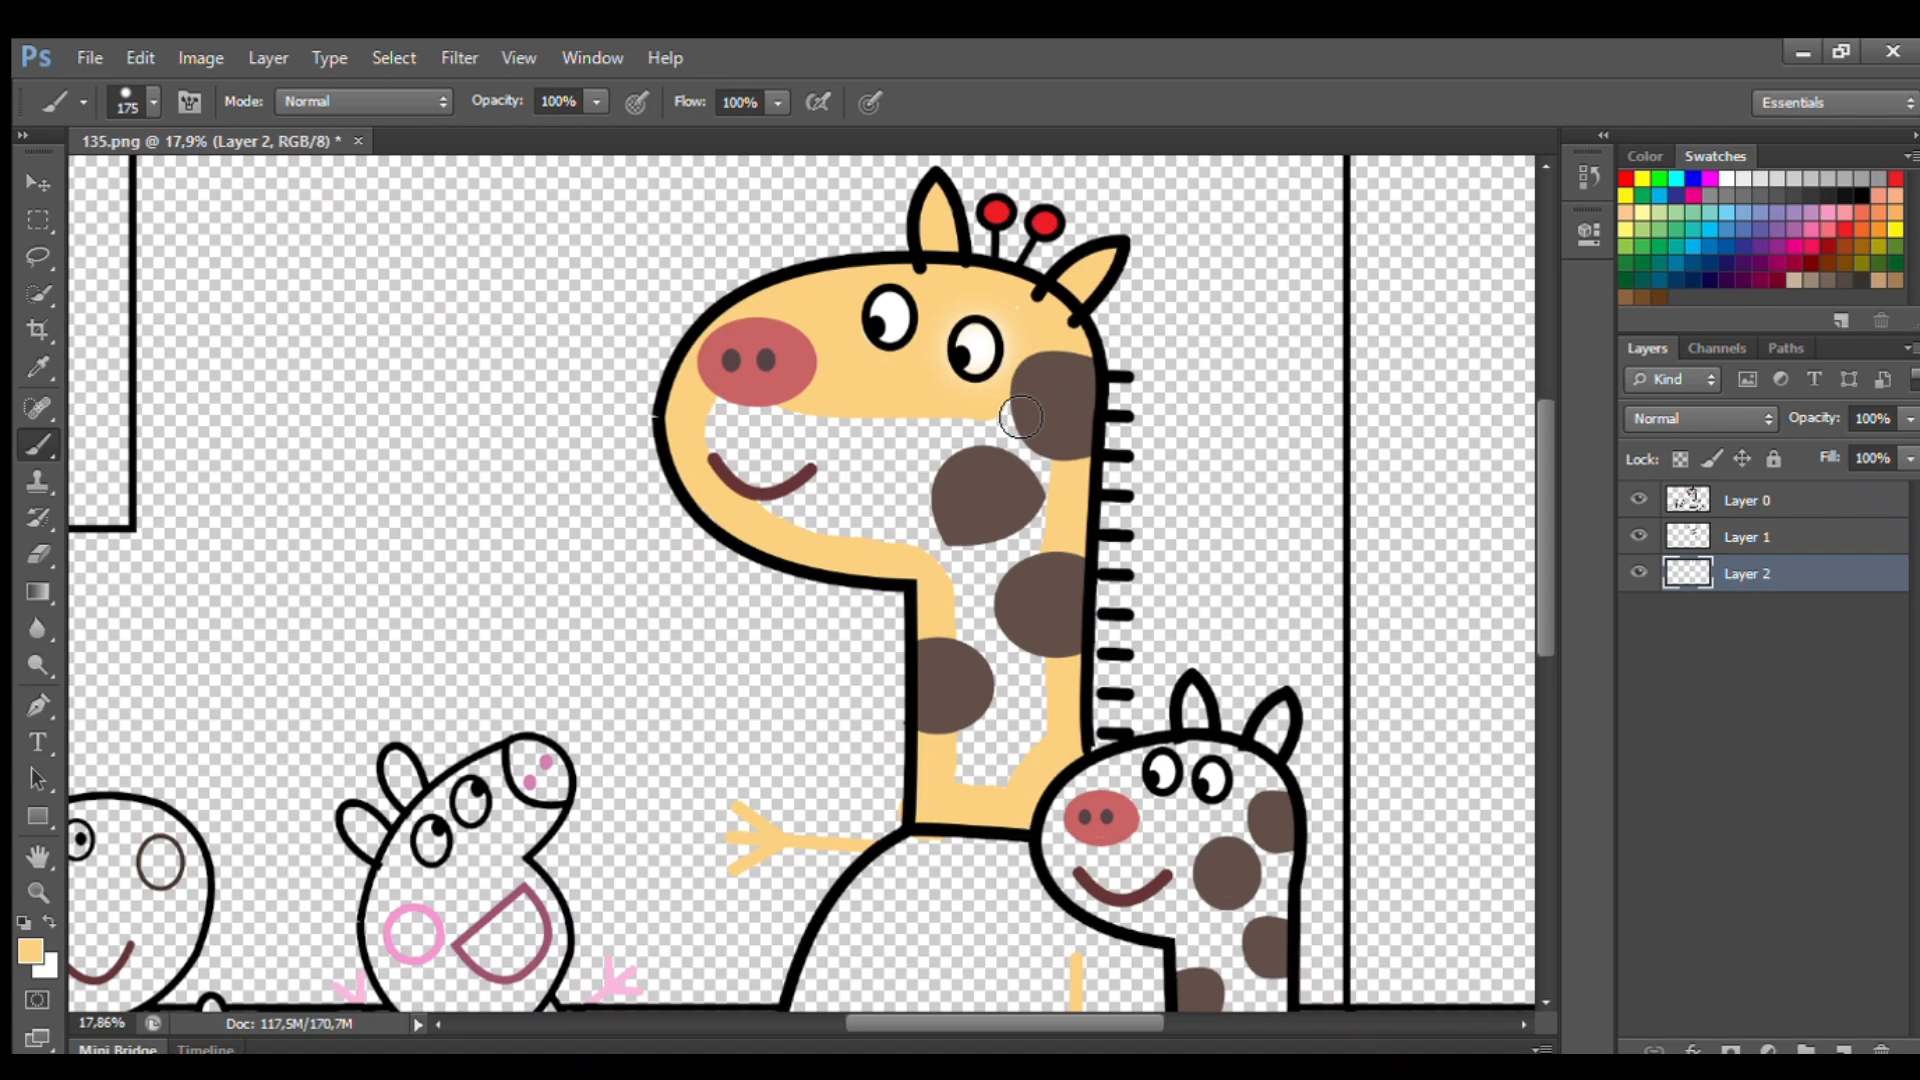 Ps File Edit Image Layer Type Select Filter View Window Help
175 Mode: Normal Opacity: 100% Flow: 100% Essentials
135.png @ 17,9% (Layer 2, RGB/8) *
Color Swatches
Layers Channels Paths
Kind
Normal Opacity: 100%
Lock: Fill: 100%
Layer 0
Layer 1
Layer 2
17,86% Doc: 117,5M/170,7M
Mini Bridge Timeline